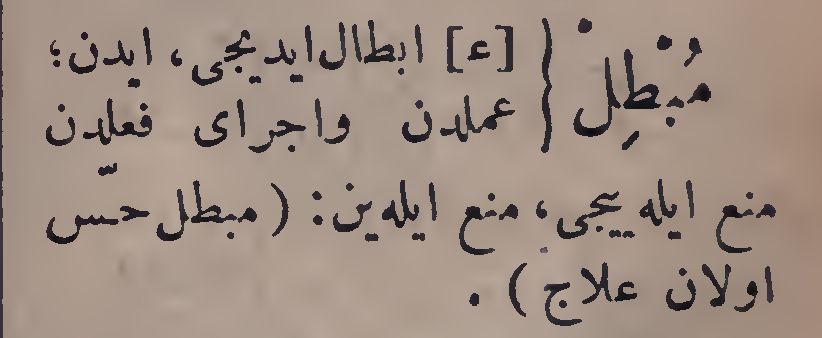 مُبْطِلْ { [ء] ابطال ایدیجی، ایدن؛
عملدن واجرای فعلدن
منع ایله ییجی، منع ایله ین: (مبطل حسّ
اولان علاج).